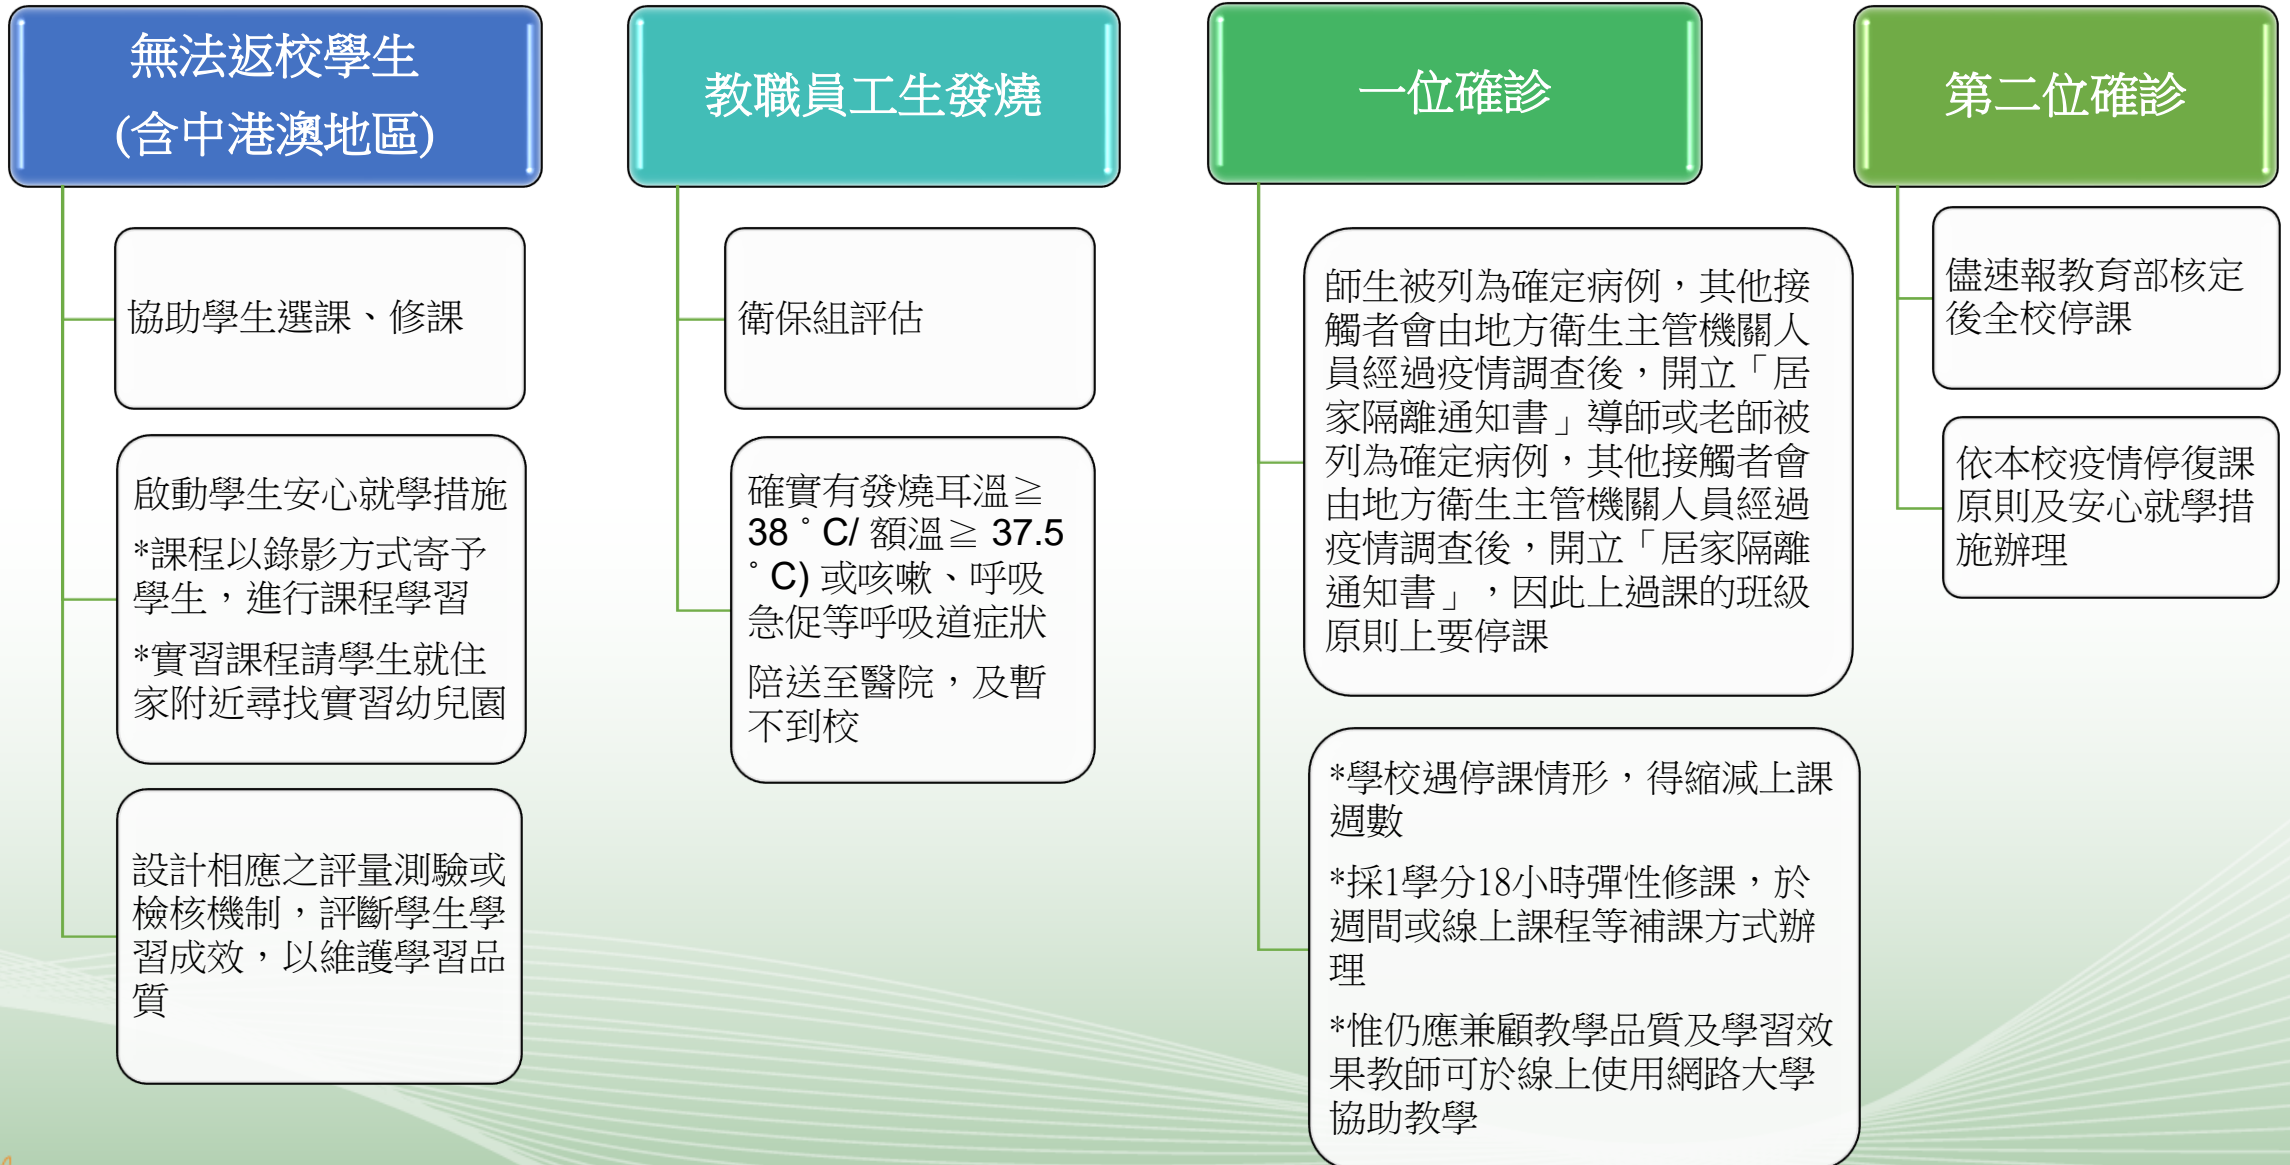 無法返校學生
(含中港澳地區)
協助學生選課、修課
啟動學生安心就學措施
*課程以錄影方式寄予
學生，進行課程學習
*實習課程請學生就住
家附近尋找實習幼兒園
設計相應之評量測驗或
檢核機制，評斷學生學
習成效，以維護學習品
質
教職員工生發燒
衛保組評估
確實有發燒耳溫≧
38 ˚ C/ 額溫≧ 37.5
˚ C) 或咳嗽、呼吸
急促等呼吸道症狀
陪送至醫院，及暫
不到校
一位確診
師生被列為確定病例，其他接
觸者會由地方衛生主管機關人
員經過疫情調查後，開立「居
家隔離通知書」導師或老師被
列為確定病例，其他接觸者會
由地方衛生主管機關人員經過
疫情調查後，開立「居家隔離
通知書」，因此上過課的班級
原則上要停課
*學校遇停課情形，得縮減上課
週數
*採1學分18小時彈性修課，於
週間或線上課程等補課方式辦
理
*惟仍應兼顧教學品質及學習效
果教師可於線上使用網路大學
協助教學
第二位確診
儘速報教育部核定
後全校停課
依本校疫情停復課
原則及安心就學措
施辦理